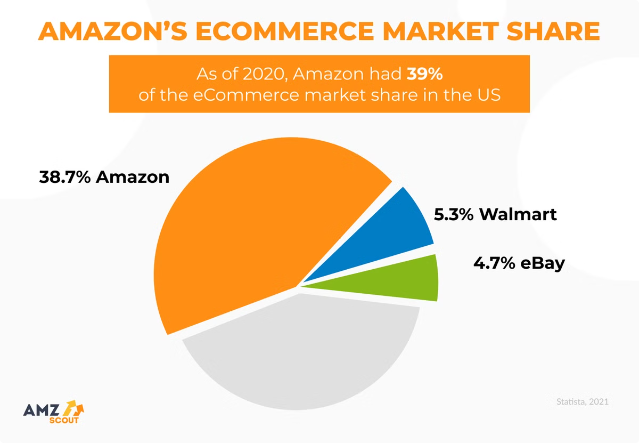 AMAZON'S ECOMMERCE MARKET SHARE
As of 2020, Amazon had 39%
of the eCommerce market share in the US
38.7% Amazon
5.3% Walmart
4.7% eBay
AMZ
SCOUT
Statista, 2021